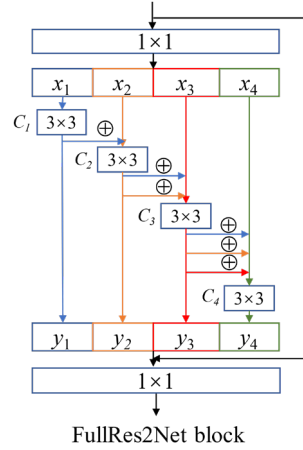 1×1
x₁ x₂ x₃ x₄
C₁ 3×3 ⊕
C₂ 3×3 ⊕
⊕
C₃ 3×3 ⊕
⊕
⊕
C₄ 3×3
y₁ y₂ y₃ y₄
1×1
FullRes2Net block